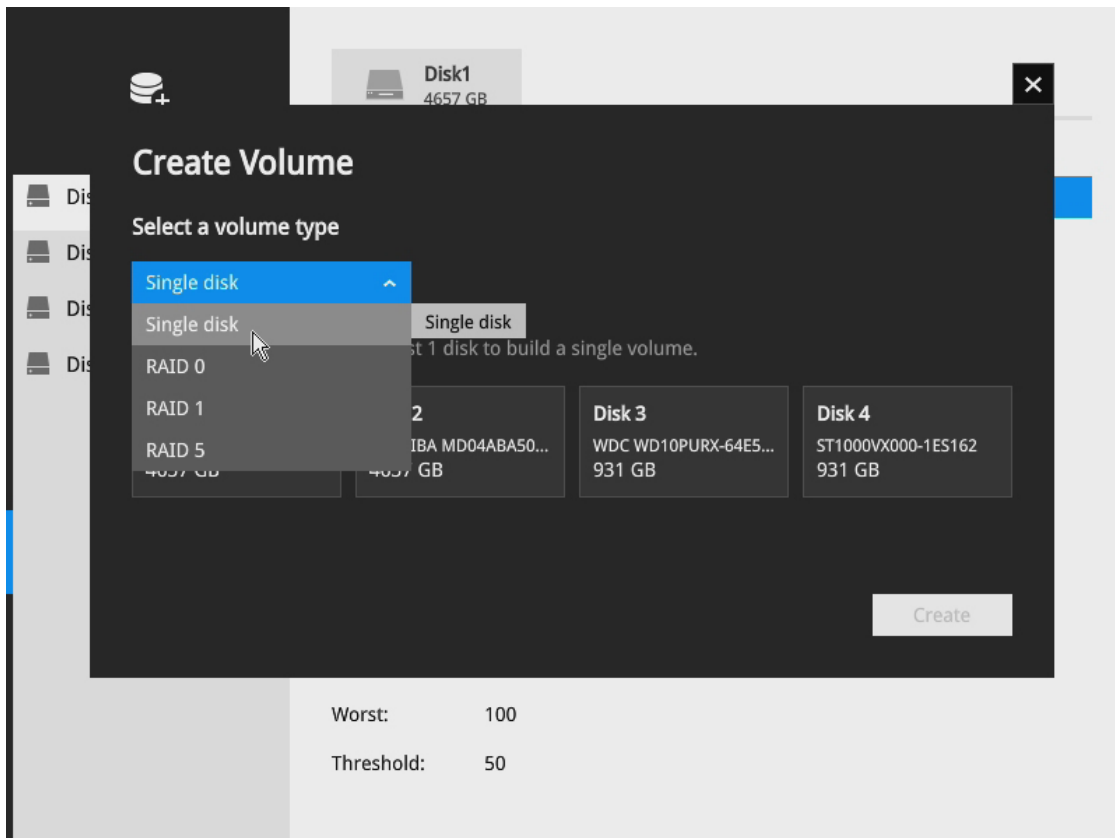 Disk1
4657 GB
Create Volume
Select a volume type
Single disk
Single disk
Single disk
1 disk to build a single volume.
RAID 0
RAID 1
RAID 5
2
MD04ABA50...
4657 GB
GB
Disk 3
WDC WD10PURX-64E5...
931 GB
Disk 4
ST1000VX000-1ES162
931 GB
Create
Worst: 100
Threshold: 50